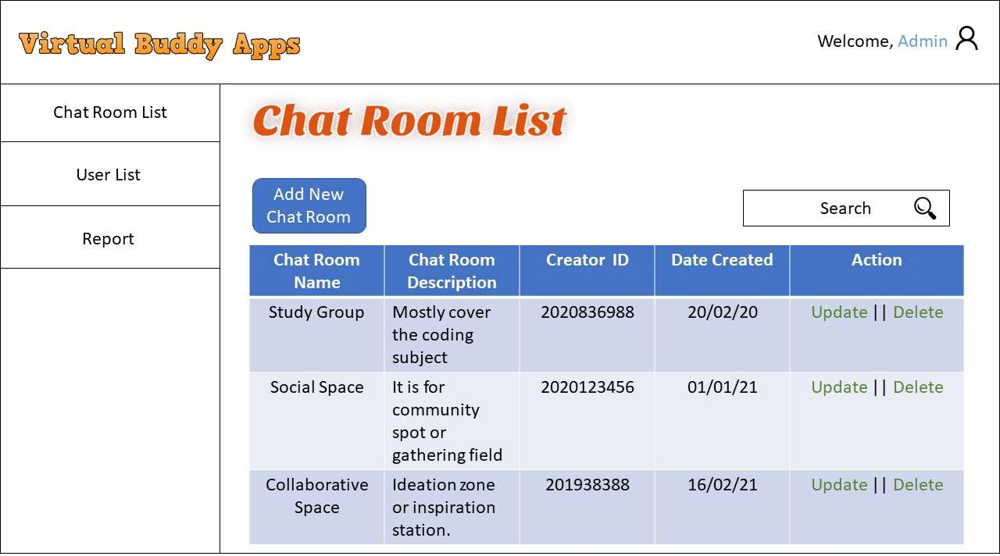 Virtual Buddy Apps
Welcome, Admin
Chat Room List
User List
Report
Chat Room List
Add New
Chat Room
Search
Chat Room Name Chat Room Description Creator ID Date Created Action
Study Group Mostly cover the coding subject 2020836988 20/02/20 Update || Delete
Social Space It is for community spot or gathering field 2020123456 01/01/21 Update || Delete
Collaborative Space Ideation zone or inspiration station. 201938388 16/02/21 Update || Delete